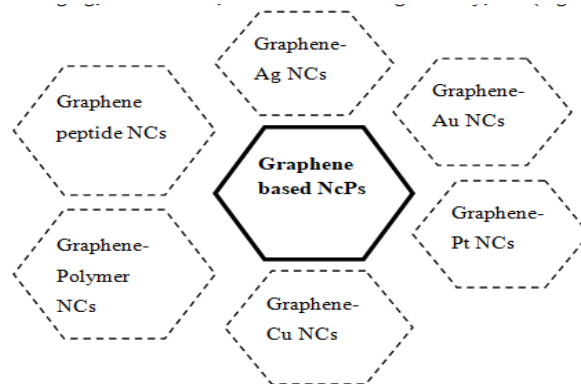 Graphene-
Ag NCs
Graphene
peptide NCs
Graphene-
Au NCs
Graphene
based NcPs
Graphene-
Pt NCs
Graphene-
Polymer
NCs
Graphene-
Cu NCs